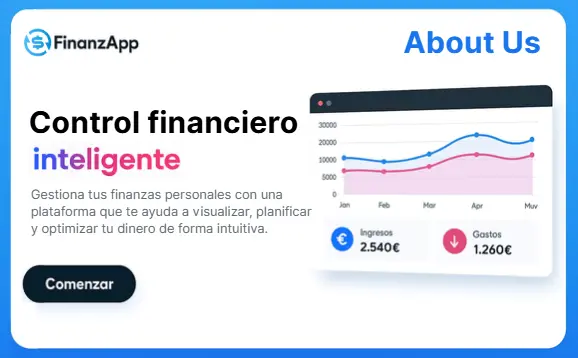 FinanzApp
About Us
Control financiero
inteligente
Gestiona tus finanzas personales con una
plataforma que te ayuda a visualizar, planificar
y optimizar tu dinero de forma intuitiva.
Comenzar
30000
20000
10000
5000
0
Jan Feb Mar Apr Muv
Ingresos
2.540€
Gastos
1.260€